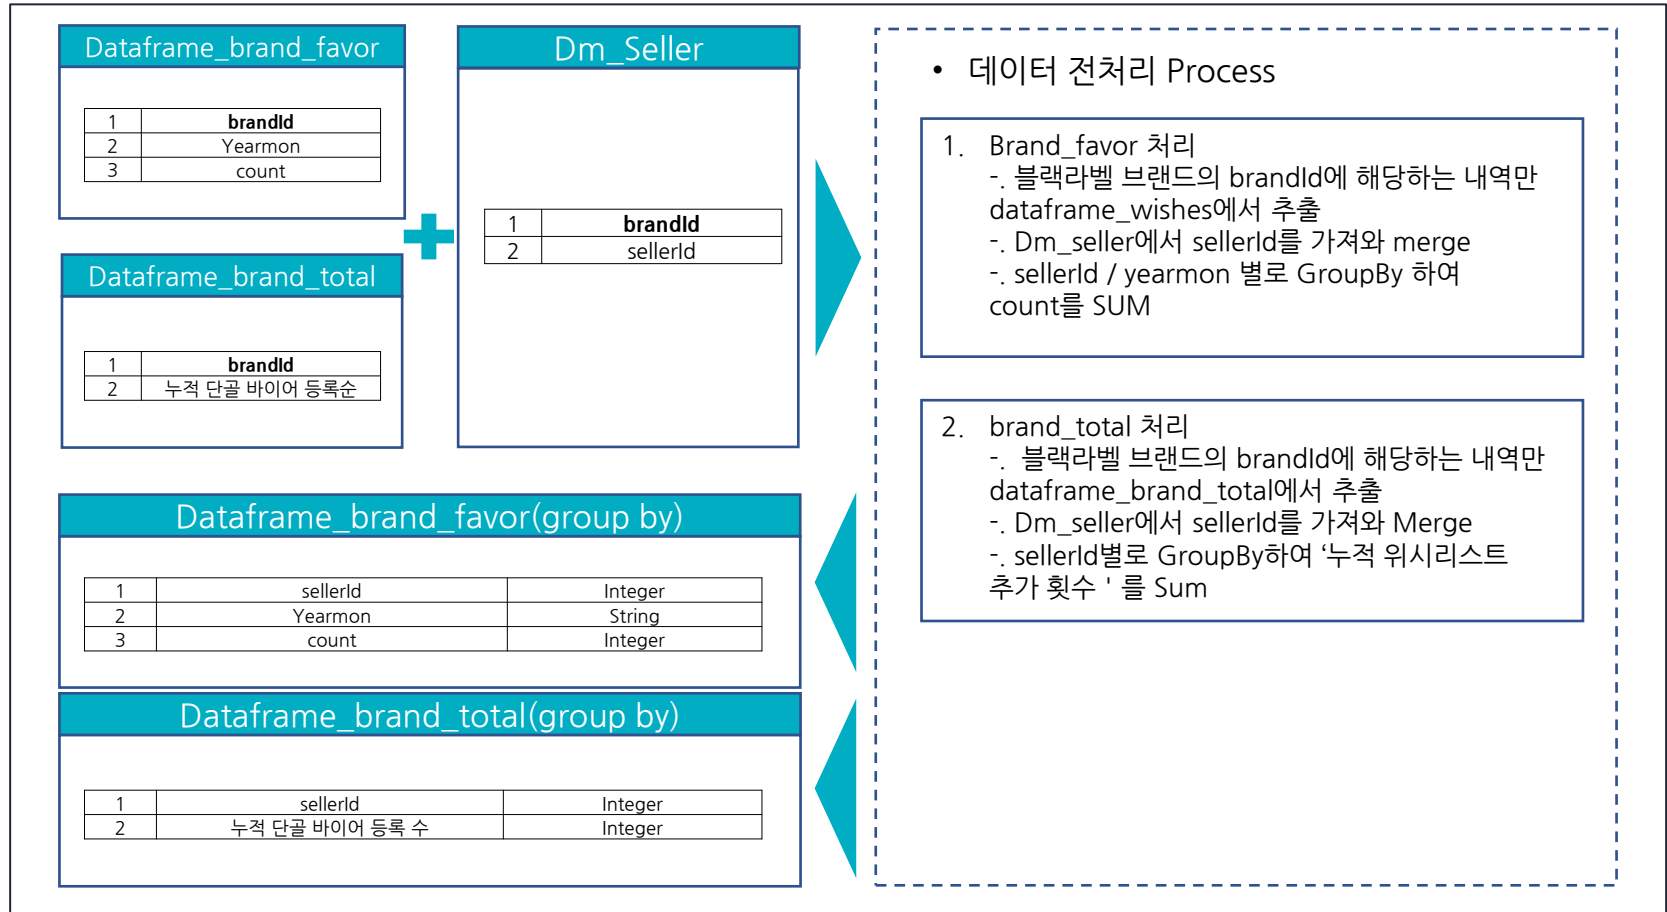 Dataframe_brand_favor
1 brandId
2 Yearmon
3 count
Dataframe_brand_total
1 brandId
2 누적 단골 바이어 등록순
Dm_Seller
1 brandId
2 sellerId
• 데이터 전처리 Process
1. Brand_favor 처리
-. 블랙라벨 브랜드의 brandId에 해당하는 내역만
dataframe_wishes에서 추출
-. Dm_seller에서 sellerId를 가져와 merge
-. sellerId / yearmon 별로 GroupBy 하여
count를 SUM
2. brand_total 처리
-. 블랙라벨 브랜드의 brandId에 해당하는 내역만
dataframe_brand_total에서 추출
-. Dm_seller에서 sellerId를 가져와 Merge
-. sellerId별로 GroupBy하여 ‘누적 위시리스트
추가 횟수 ' 를 Sum
Dataframe_brand_favor(group by)
1 sellerId Integer
2 Yearmon String
3 count Integer
Dataframe_brand_total(group by)
1 sellerId Integer
2 누적 단골 바이어 등록 수 Integer